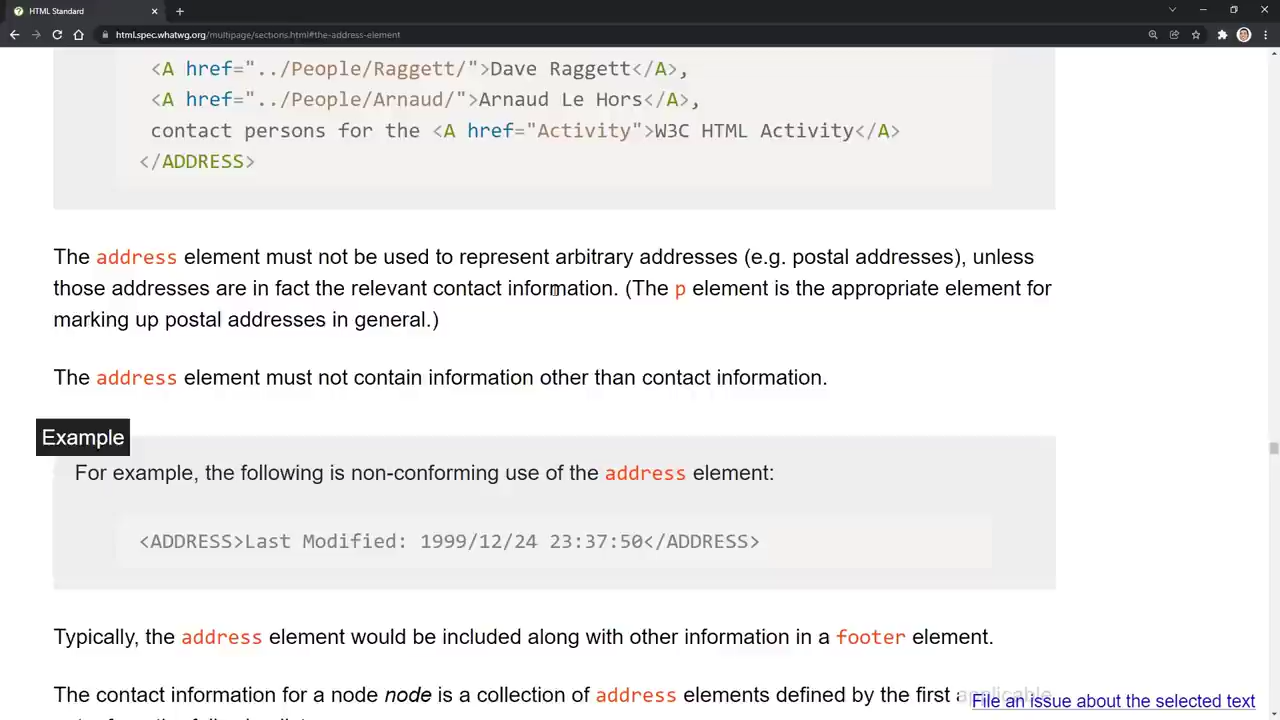 HTML Standard
html.spec.whatwg.org/multipage/sections.html#the-address-element
<A href="../People/Raggett/">Dave Raggett</A>,
<A href="../People/Arnaud/">Arnaud Le Hors</A>,
contact persons for the <A href="Activity">W3C HTML Activity</A>
</ADDRESS>
The address element must not be used to represent arbitrary addresses (e.g. postal addresses), unless
those addresses are in fact the relevant contact information. (The p element is the appropriate element for
marking up postal addresses in general.)
The address element must not contain information other than contact information.
Example
For example, the following is non-conforming use of the address element:
<ADDRESS>Last Modified: 1999/12/24 23:37:50</ADDRESS>
Typically, the address element would be included along with other information in a footer element.
The contact information for a node node is a collection of address elements defined by the first applicable
File an issue about the selected text